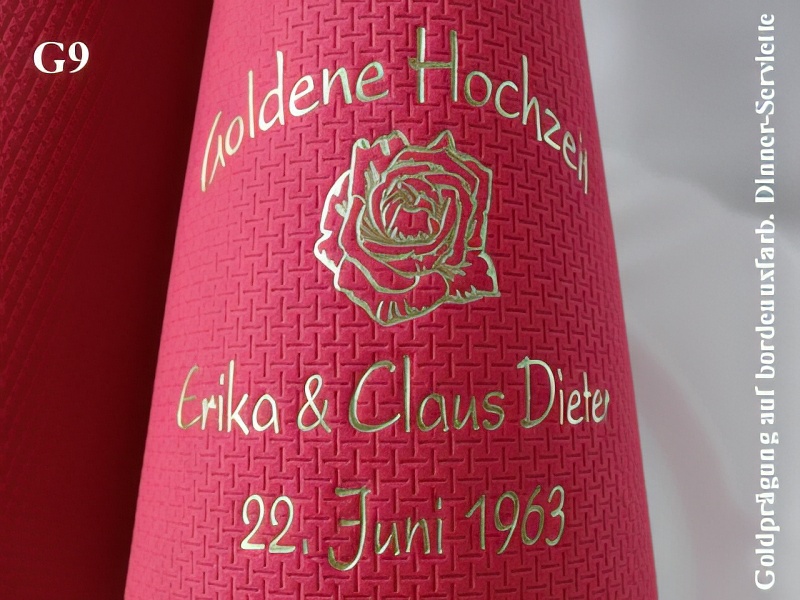 G9
Goldene Hochzeit
Erika & Claus Dieter
22. Juni 1963
Goldprägung auf bordeauxfarb. Dinner-Serviette